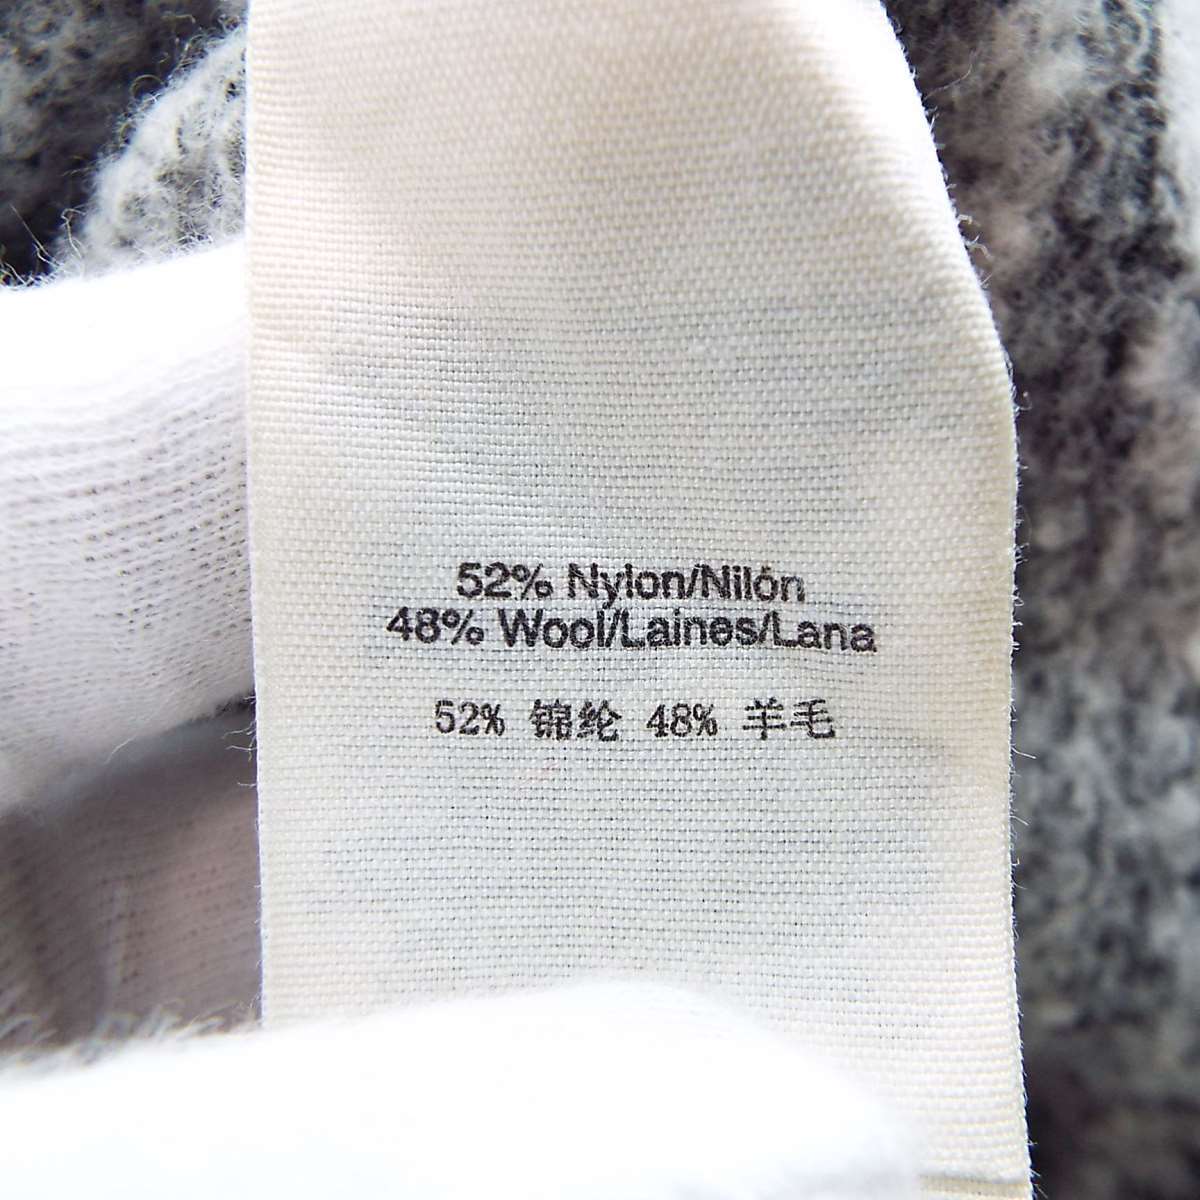 52% Nylon/Nilón
48% Wool/Laines/Lana
52% 锦纶 48% 羊毛